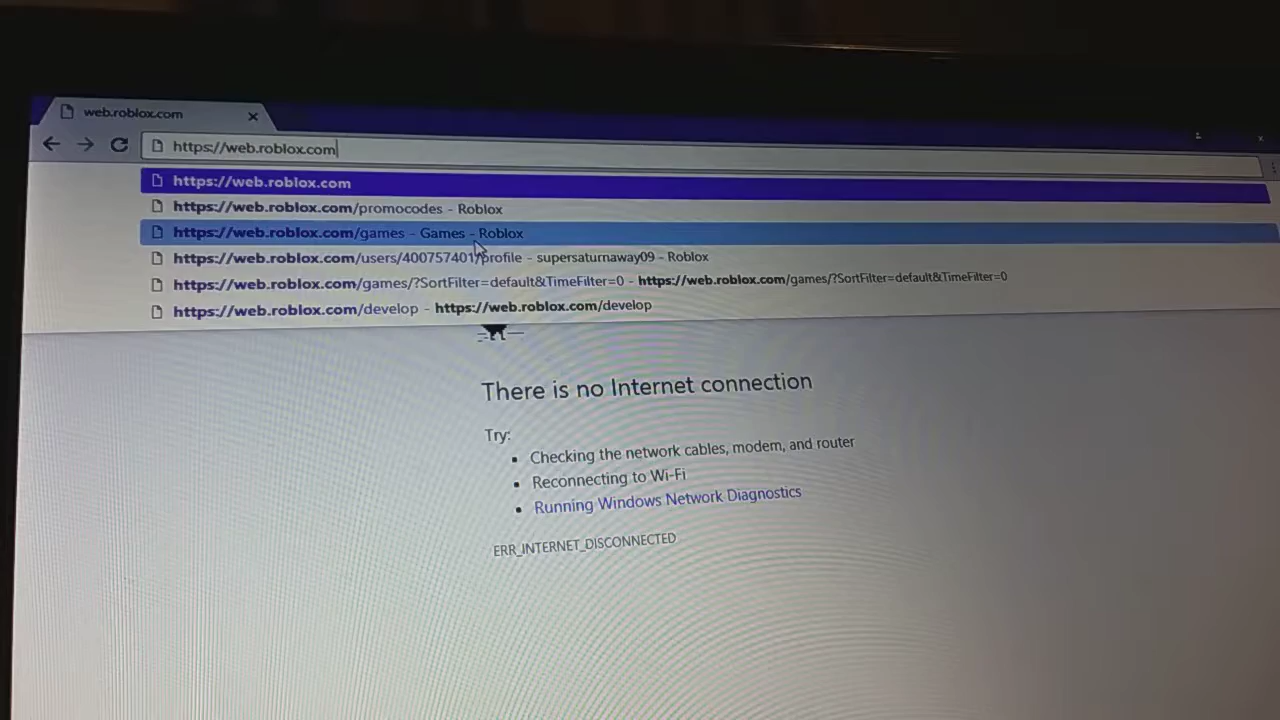 web.roblox.com
https://web.roblox.com
https://web.roblox.com
https://web.roblox.com/promocodes - Roblox
https://web.roblox.com/games - Games - Roblox
https://web.roblox.com/users/400757401/profile - supersaturnaway09 - Roblox
https://web.roblox.com/games/?SortFilter=default&TimeFilter=0 - https://web.roblox.com/games/?SortFilter=default&TimeFilter=0
https://web.roblox.com/develop - https://web.roblox.com/develop
There is no Internet connection
Try:
Checking the network cables, modem, and router
Reconnecting to Wi-Fi
Running Windows Network Diagnostics
ERR_INTERNET_DISCONNECTED